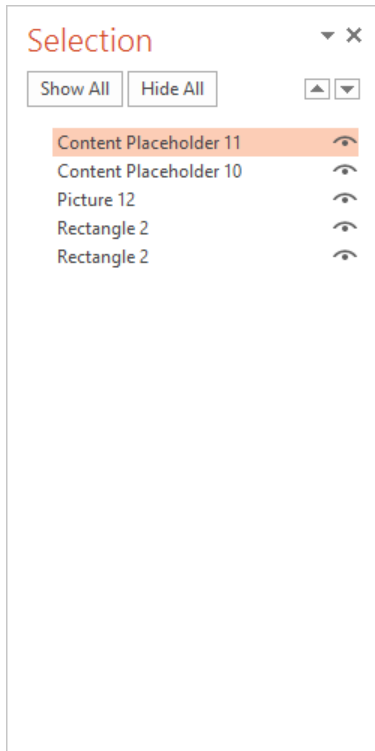 Selection
Show All Hide All
Content Placeholder 11
Content Placeholder 10
Picture 12
Rectangle 2
Rectangle 2